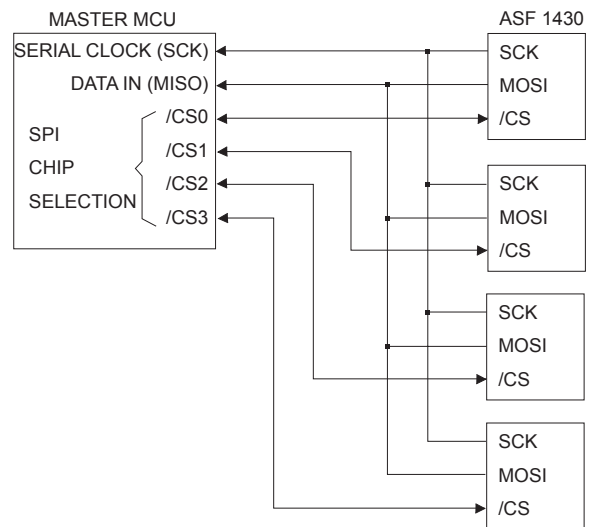 MASTER MCU
SERIAL CLOCK (SCK)
DATA IN (MISO)
/CS0
/CS1
/CS2
/CS3
SPI
CHIP
SELECTION
ASF 1430
SCK
MOSI
/CS
SCK
MOSI
/CS
SCK
MOSI
/CS
SCK
MOSI
/CS